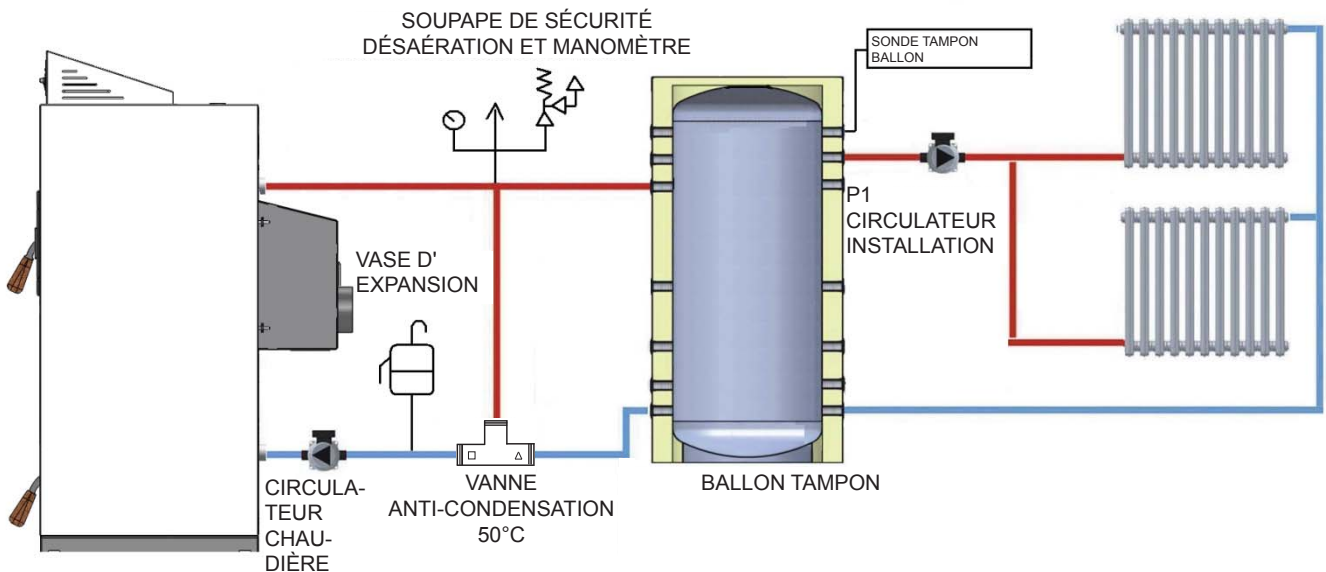 SOUPAPE DE SÉCURITÉ
DÉSAÉRATION ET MANOMÈTRE
SONDE TAMPON
BALLON
P1
CIRCULATEUR
INSTALLATION
VASE D'
EXPANSION
CIRCULA-
TEUR
CHAU-
DIÈRE
VANNE
ANTI-CONDENSATION
50°C
BALLON TAMPON